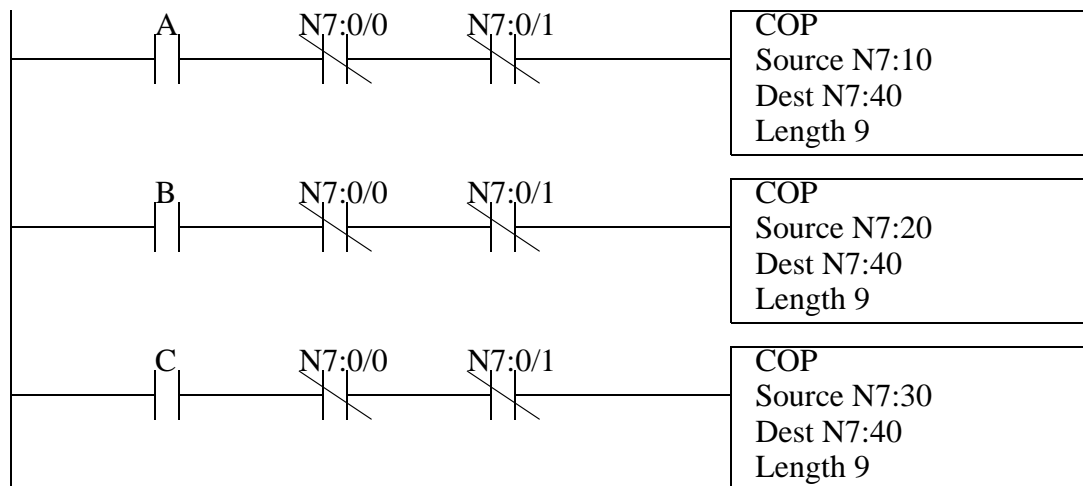 A N7:0/0 N7:0/1 COP
Source N7:10
Dest N7:40
Length 9
B N7:0/0 N7:0/1 COP
Source N7:20
Dest N7:40
Length 9
C N7:0/0 N7:0/1 COP
Source N7:30
Dest N7:40
Length 9